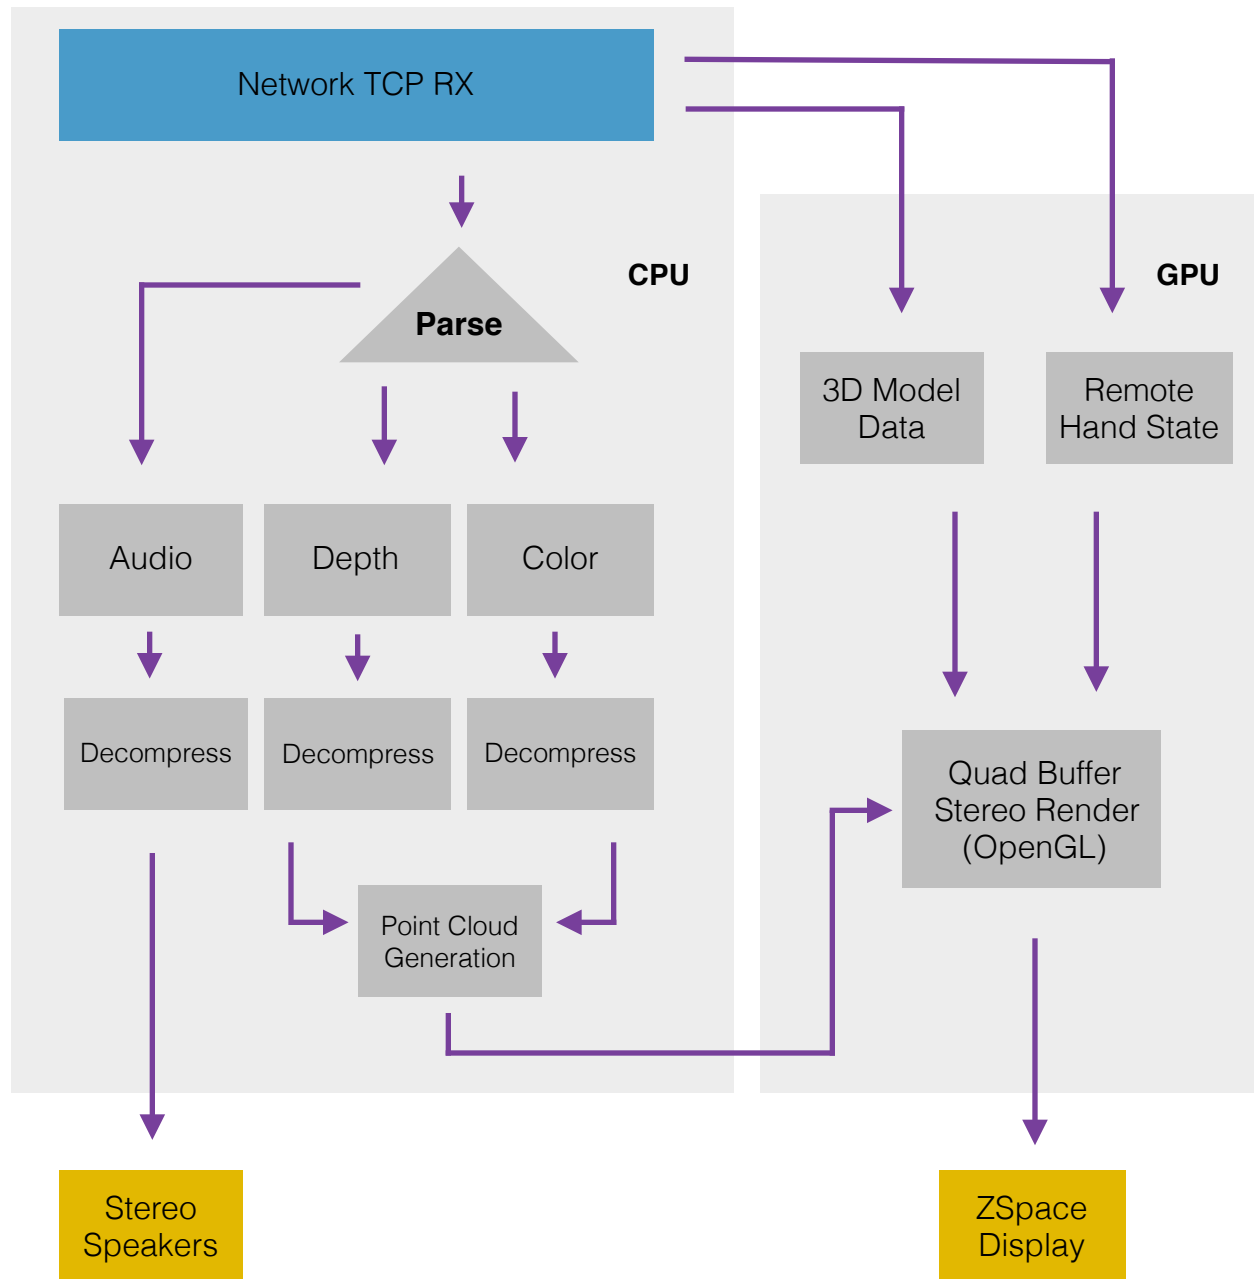 Network TCP RX
CPU
GPU
Parse
3D Model
Data
Remote
Hand State
Audio
Depth
Color
Decompress
Decompress
Decompress
Quad Buffer
Stereo Render
(OpenGL)
Point Cloud
Generation
Stereo
Speakers
ZSpace
Display